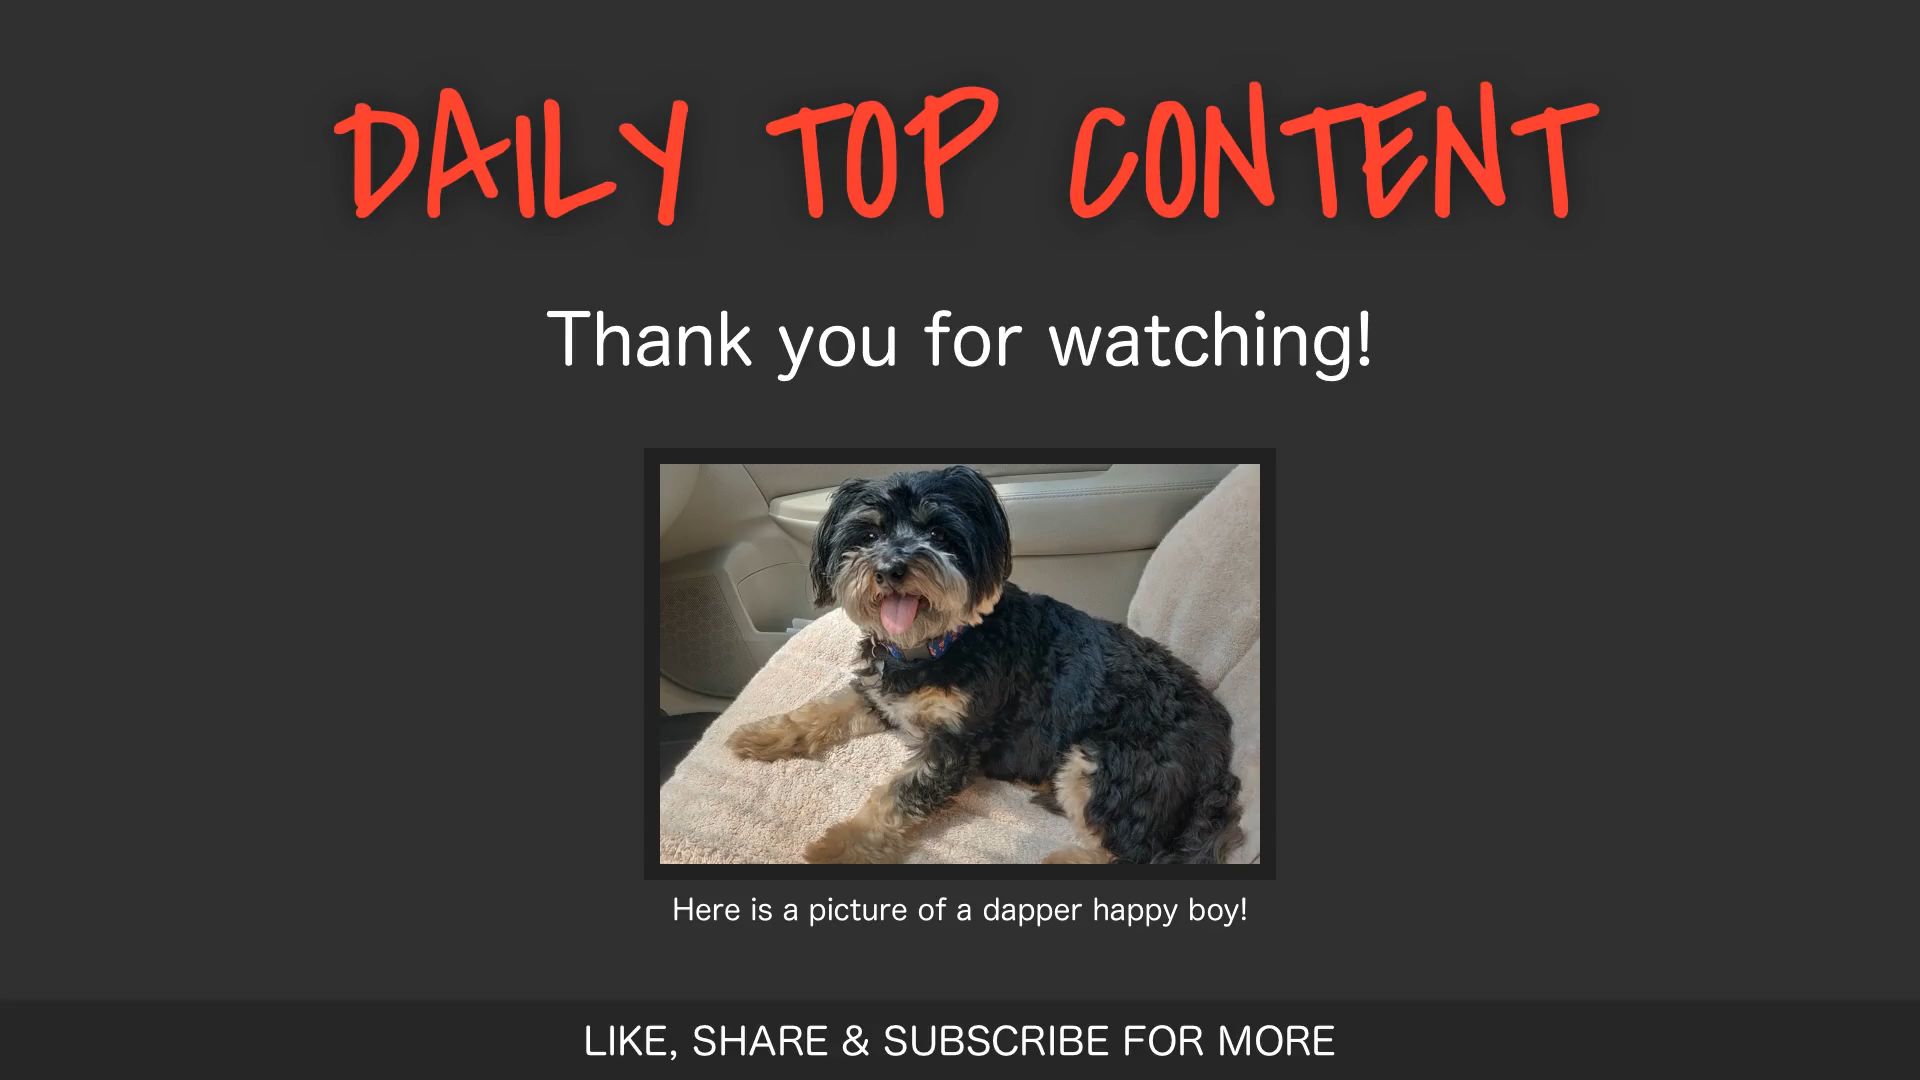 DAILY TOP CONTENT
Thank you for watching!
Here is a picture of a dapper happy boy!
LIKE, SHARE & SUBSCRIBE FOR MORE